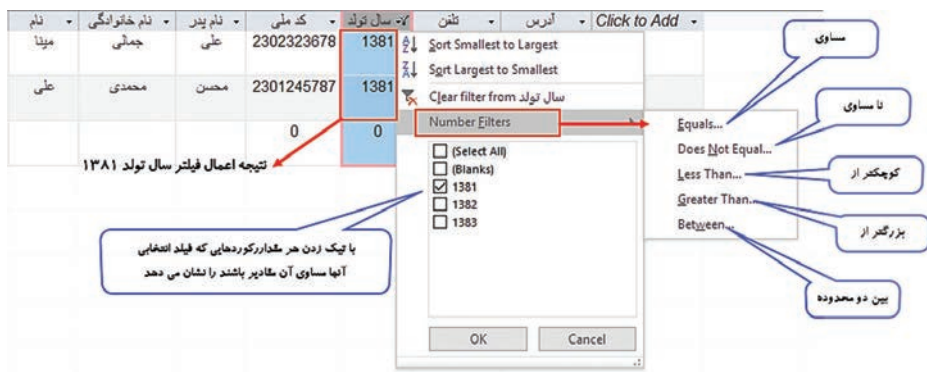 نام نام خانوادگی نام پدر کد ملی سال تولد تلفن آدرس Click to Add
مینا جمالی علی 2302323678 1381
علی محمدی محسن 2301245787 1381
0 0
نتیجه اعمال فیلتر سال تولد ۱۳۸۱
Sort Smallest to Largest
Sort Largest to Smallest
Clear filter from سال تولد
Number Filters
(Select All)
(Blanks)
1381
1382
1383
OK Cancel
Equals...
Does Not Equal...
Less Than...
Greater Than...
Between...
مساوی
نا مساوی
کوچکتر از
بزرگتر از
بین دو محدوده
با تیک زدن هر مقداررکوردهایی که فیلد انتخابی
آنها مساوی آن مقادیر باشند را نشان می دهد